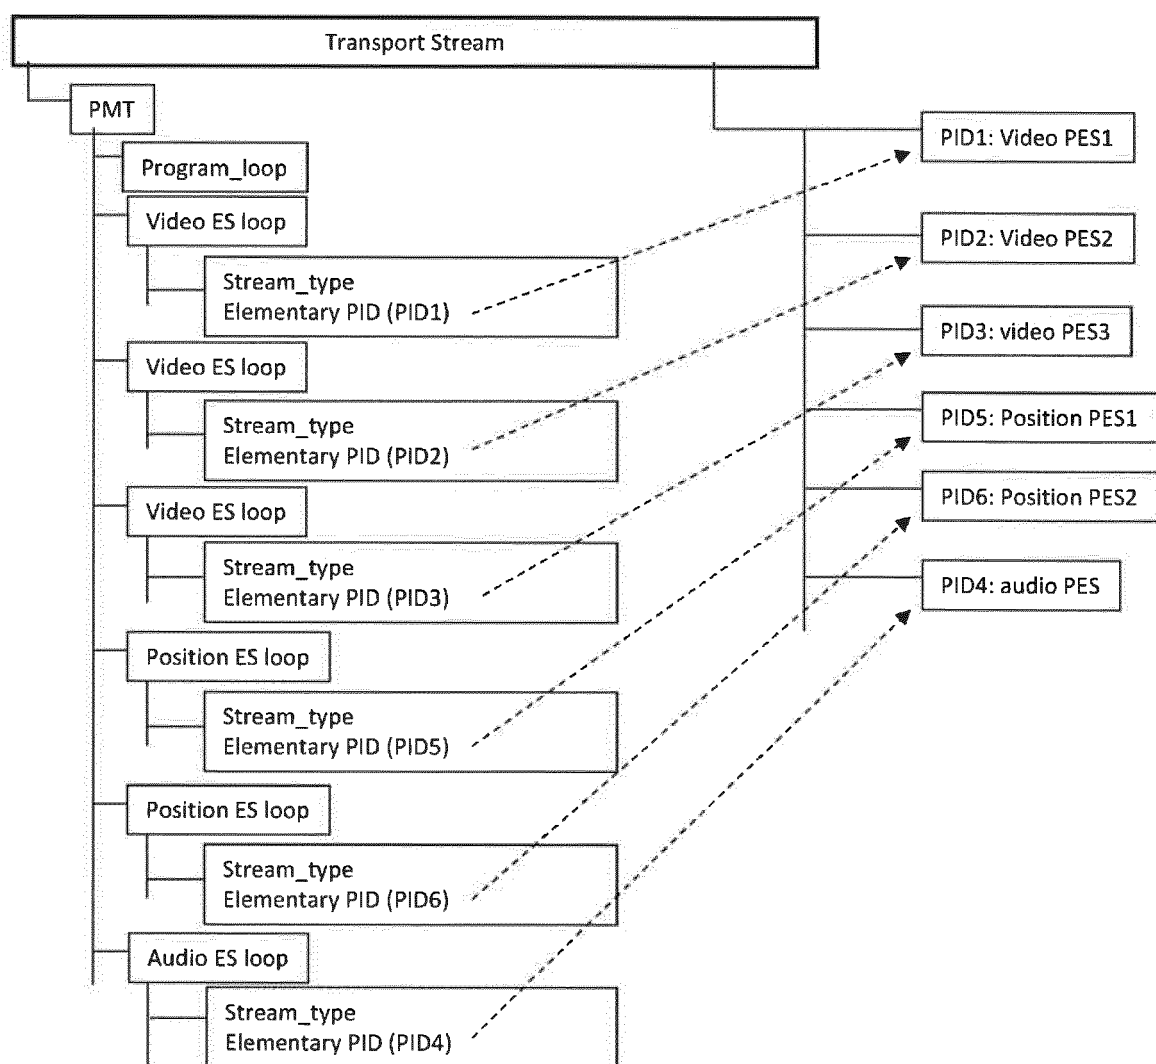 Transport Stream
PMT
Program_loop
Video ES loop
Stream_type
Elementary PID (PID1)
Video ES loop
Stream_type
Elementary PID (PID2)
Video ES loop
Stream_type
Elementary PID (PID3)
Position ES loop
Stream_type
Elementary PID (PID5)
Position ES loop
Stream_type
Elementary PID (PID6)
Audio ES loop
Stream_type
Elementary PID (PID4)
PID1: Video PES1
PID2: Video PES2
PID3: video PES3
PID5: Position PES1
PID6: Position PES2
PID4: audio PES